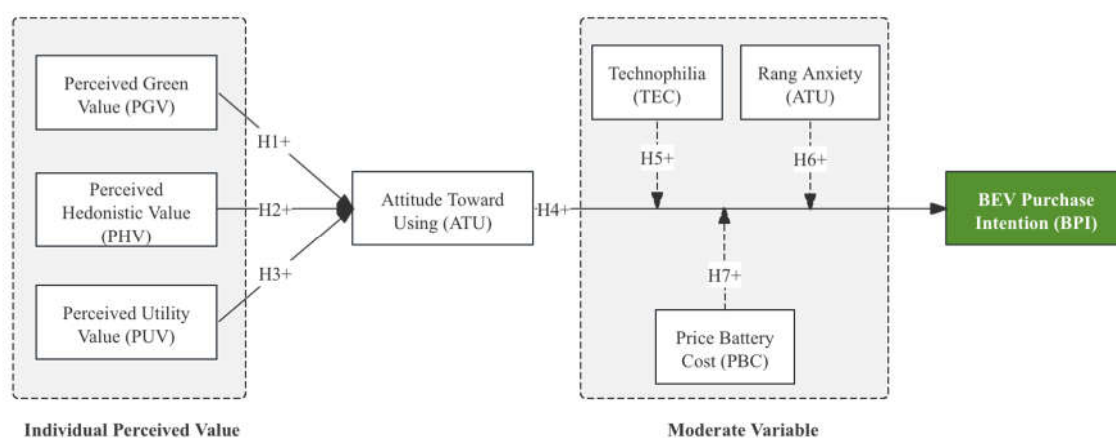 Perceived Green
Value (PGV)
H1+
Perceived
Hedonistic Value
(PHV)
H2+
Perceived Utility
Value (PUV)
H3+
Individual Perceived Value
Attitude Toward
Using (ATU)
H4+
Technophilia
(TEC)
H5+
Rang Anxiety
(ATU)
H6+
H7+
Price Battery
Cost (PBC)
Moderate Variable
BEV Purchase
Intention (BPI)